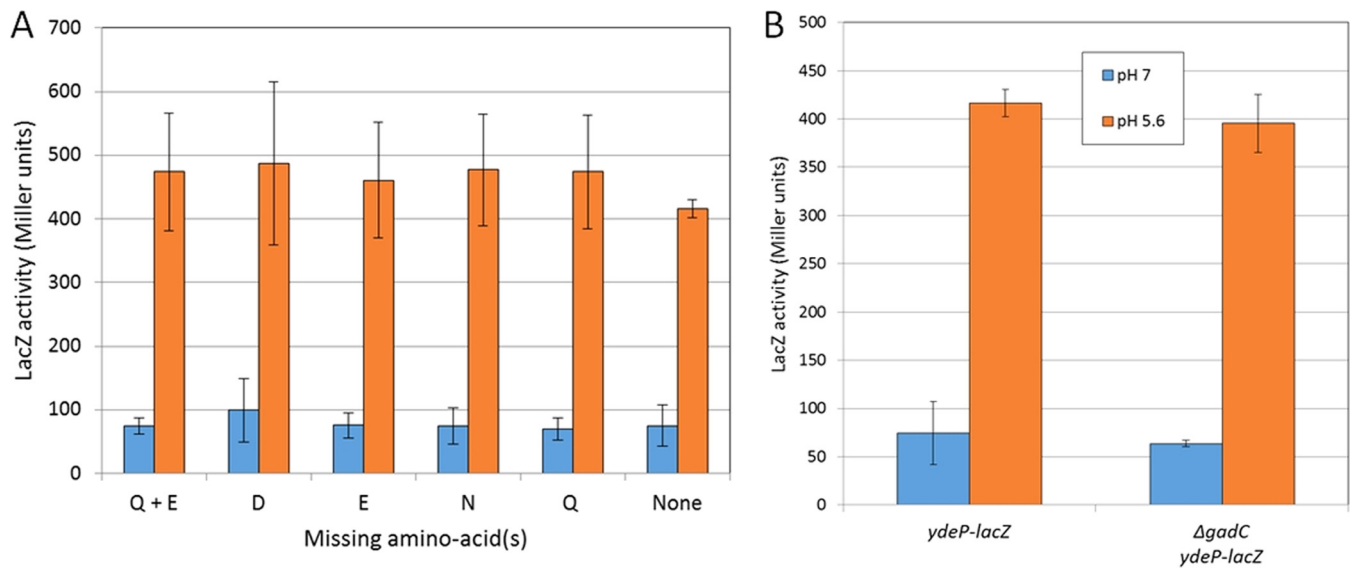 A
700
600
500
400
300
200
100
0
LacZ activity (Miller units)
Q + E D E N Q None
Missing amino-acid(s)
B
500
450
400
350
300
250
200
150
100
50
0
LacZ activity (Miller units)
pH 7
pH 5.6
ydeP-lacZ ΔgadC
ydeP-lacZ